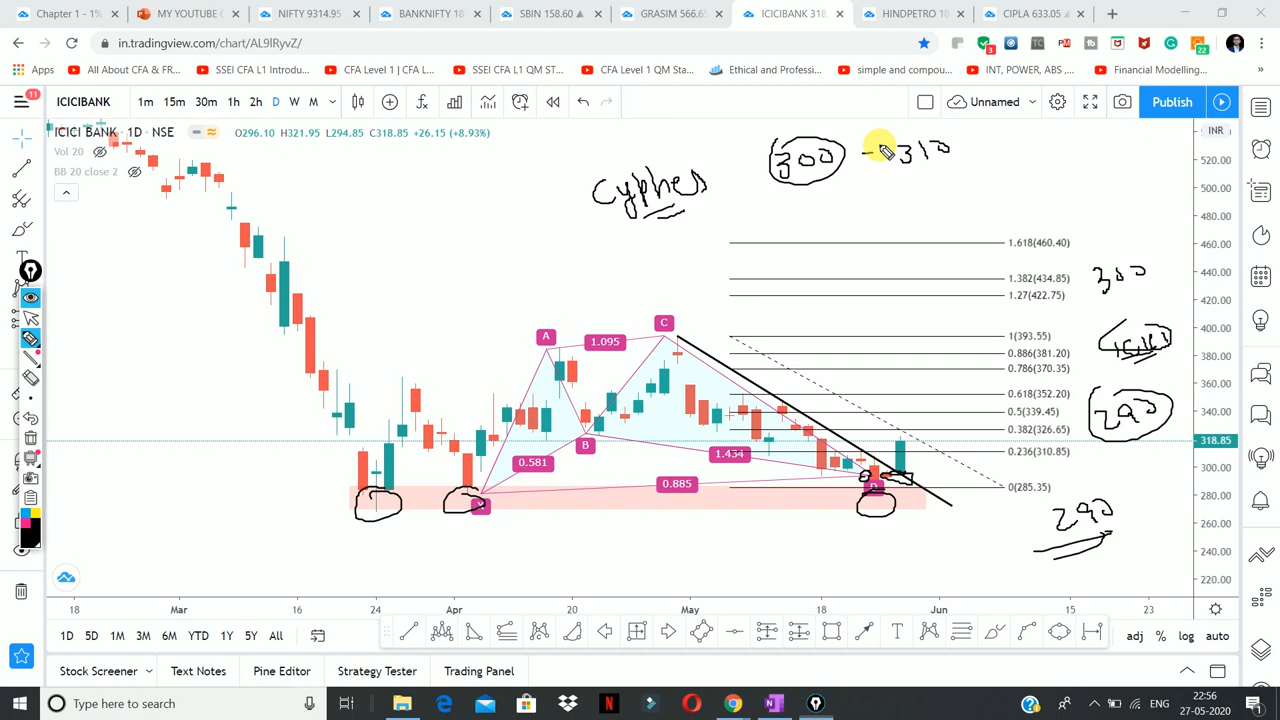 Chapter 1 - 1%
MY YOUTUBE C
NIFTY 9314.95
BANKNIFTY 18
SBIN 158.60
GRASIM 566.65
ICICIBANK 318.
HINDPETRO 18
CIPLA 633.05
in.tradingview.com/chart/AL9lRyvZ/
22
Apps
All About CFA & FR...
SSEI CFA L1 Introdu...
CFA Level 1 | CFA L...
SSEI CFA L1 QM ST...
CFA Level 1 QM Sta...
Ethical and Professi...
simple and compou...
INT, POWER, ABS ,...
Financial Modelling...
11
ICICIBANK
1m 15m 30m 1h 2h D W M
Unnamed
Publish
ICICI BANK · 1D · NSE
O296.10 H321.95 L294.85 C318.85 +26.15 (+8.93%)
INR
Vol 20
BB 20 close 2
300 - 310
Cypher
520.00
500.00
480.00
460.00
440.00
420.00
400.00
380.00
360.00
340.00
318.85
300.00
280.00
260.00
240.00
220.00
1.618(460.40)
1.382(434.85)
1.27(422.75)
1(393.55)
0.886(381.20)
0.786(370.35)
0.618(352.20)
0.5(339.45)
0.382(326.65)
0.236(310.85)
0(285.35)
300
290
290
A
1.095
C
B
0.581
1.434
0.885
X
D
18 Mar 16 24 Apr 20 May 18 Jun 15 23
1D 5D 1M 3M 6M YTD 1Y 5Y All
adj % log auto
Stock Screener
Text Notes
Pine Editor
Strategy Tester
Trading Panel
Type here to search
ENG
22:56
27-05-2020